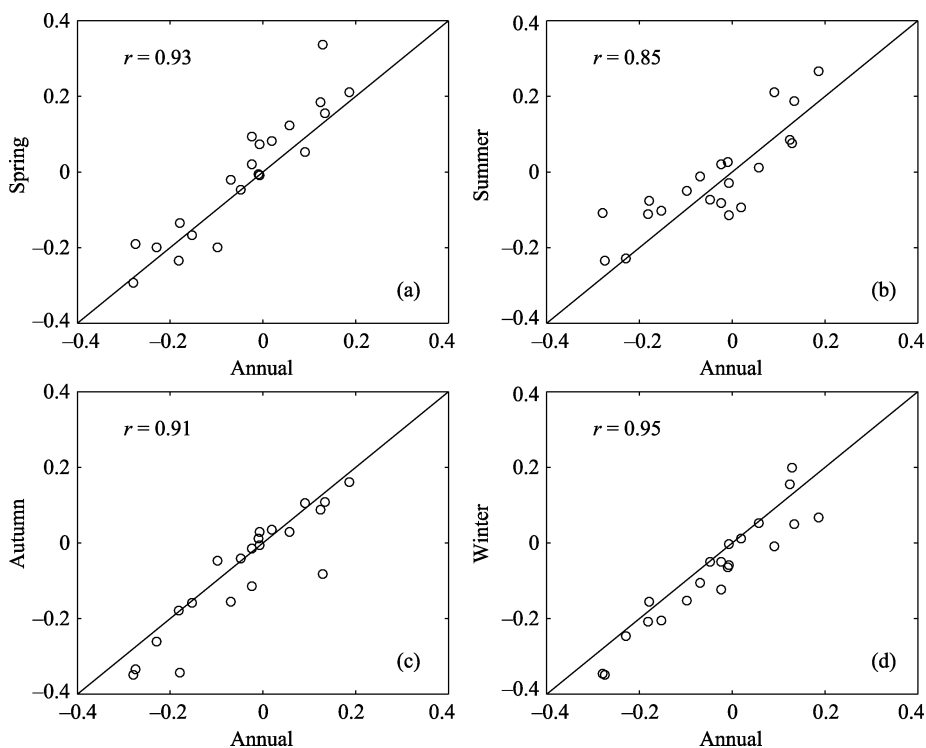 0.4
0.2
0
−0.2
−0.4
Spring
r = 0.93
(a)
−0.4 −0.2 0 0.2 0.4
Annual
0.4
0.2
0
−0.2
−0.4
Summer
r = 0.85
(b)
−0.4 −0.2 0 0.2 0.4
Annual
0.4
0.2
0
−0.2
−0.4
Autumn
r = 0.91
(c)
−0.4 −0.2 0 0.2 0.4
Annual
0.4
0.2
0
−0.2
−0.4
Winter
r = 0.95
(d)
−0.4 −0.2 0 0.2 0.4
Annual